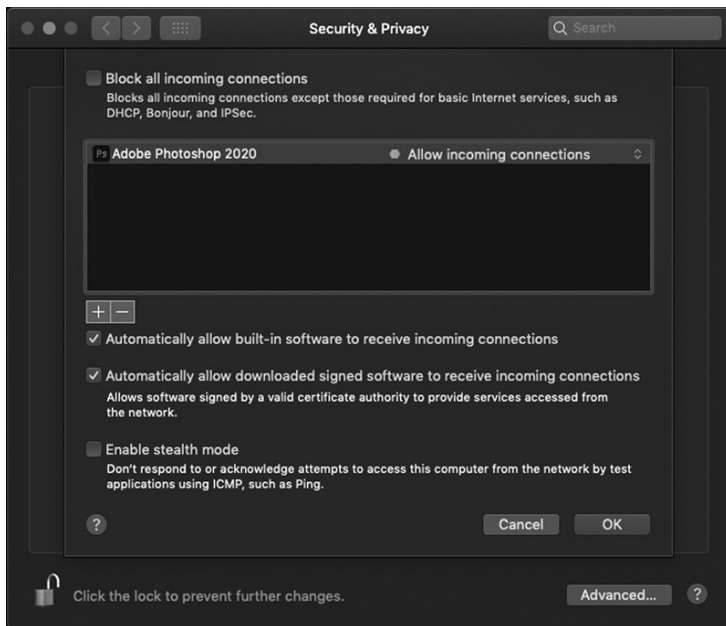 Security & Privacy
Search
Block all incoming connections
Blocks all incoming connections except those required for basic Internet services, such as
DHCP, Bonjour, and IPSec.
Ps Adobe Photoshop 2020 Allow incoming connections
+ −
Automatically allow built-in software to receive incoming connections
Automatically allow downloaded signed software to receive incoming connections
Allows software signed by a valid certificate authority to provide services accessed from
the network.
Enable stealth mode
Don't respond to or acknowledge attempts to access this computer from the network by test
applications using ICMP, such as Ping.
? Cancel OK
Click the lock to prevent further changes. Advanced... ?